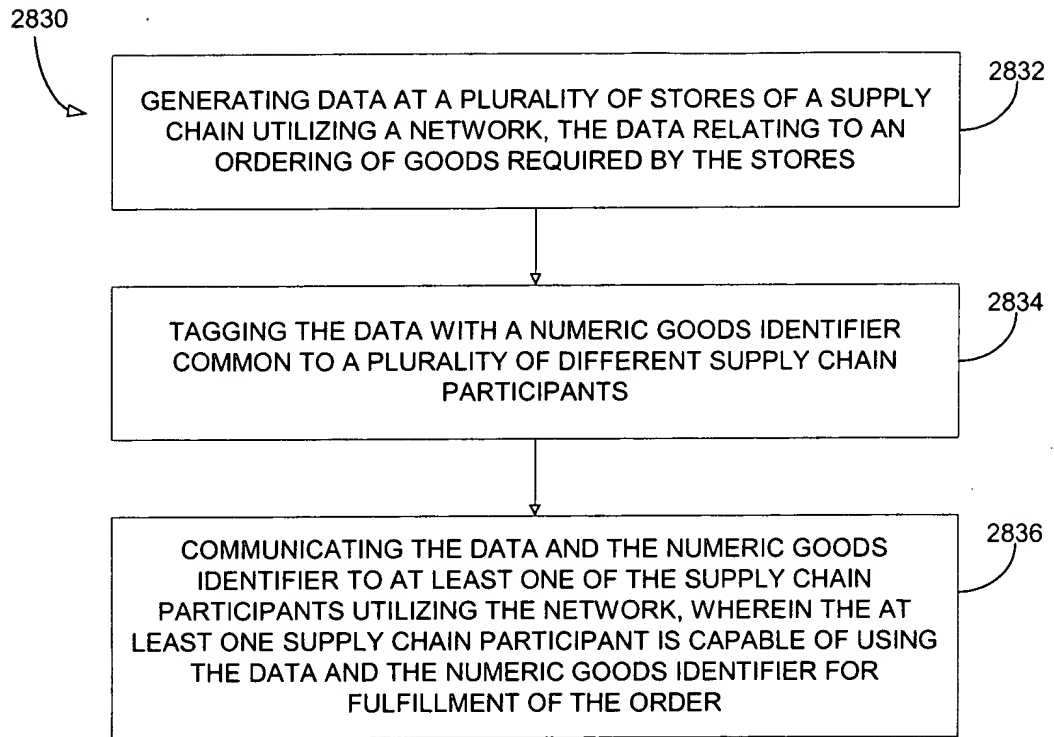 2830
2832
GENERATING DATA AT A PLURALITY OF STORES OF A SUPPLY
CHAIN UTILIZING A NETWORK, THE DATA RELATING TO AN
ORDERING OF GOODS REQUIRED BY THE STORES
2834
TAGGING THE DATA WITH A NUMERIC GOODS IDENTIFIER
COMMON TO A PLURALITY OF DIFFERENT SUPPLY CHAIN
PARTICIPANTS
2836
COMMUNICATING THE DATA AND THE NUMERIC GOODS
IDENTIFIER TO AT LEAST ONE OF THE SUPPLY CHAIN
PARTICIPANTS UTILIZING THE NETWORK, WHEREIN THE AT
LEAST ONE SUPPLY CHAIN PARTICIPANT IS CAPABLE OF USING
THE DATA AND THE NUMERIC GOODS IDENTIFIER FOR
FULFILLMENT OF THE ORDER